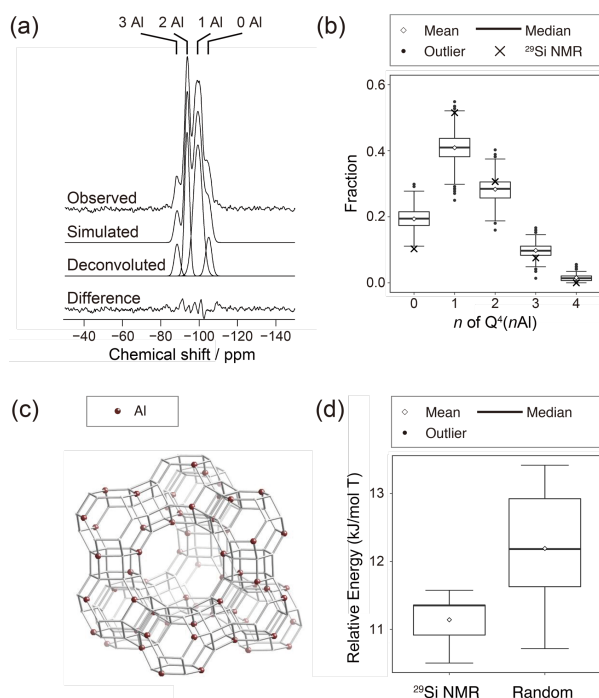 (a)
3 Al 2 Al 1 Al 0 Al
Observed
Simulated
Deconvoluted
Difference
−40 −60 −80 −100 −120 −140
Chemical shift / ppm
(b)
Mean Median
Outlier ²⁹Si NMR
Fraction
0.6
0.4
0.2
0.0
0 1 2 3 4
n of Q⁴(nAl)
(c)
Al
(d)
Mean Median
Outlier
Relative Energy (kJ/mol T)
13
12
11
²⁹Si NMR Random